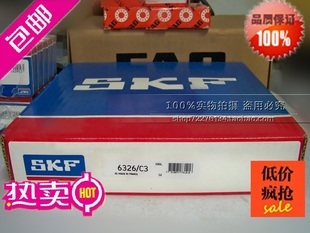 包邮
品质保证
100%
FAG
SKF
100%实物拍摄 盗用必究
SKF
6326/C3
热卖
HOT
低价
疯抢